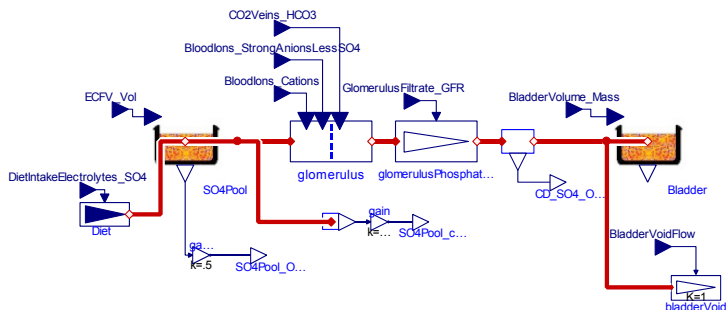 CO2Veins_HCO3
BloodIons_StrongAnionsLessSO4
BloodIons_Cations
GlomerulusFiltrate_GFR
ECFV_Vol
BladderVolume_Mass
DietIntakeElectrolytes_SO4
SO4Pool
glomerulus
glomerulusPhosphat...
CD_SO4_O...
Bladder
Diet
gain
k=...
SO4Pool_c...
ga...
k=.5
SO4Pool_O...
BladderVoidFlow
K=1
bladderVoid